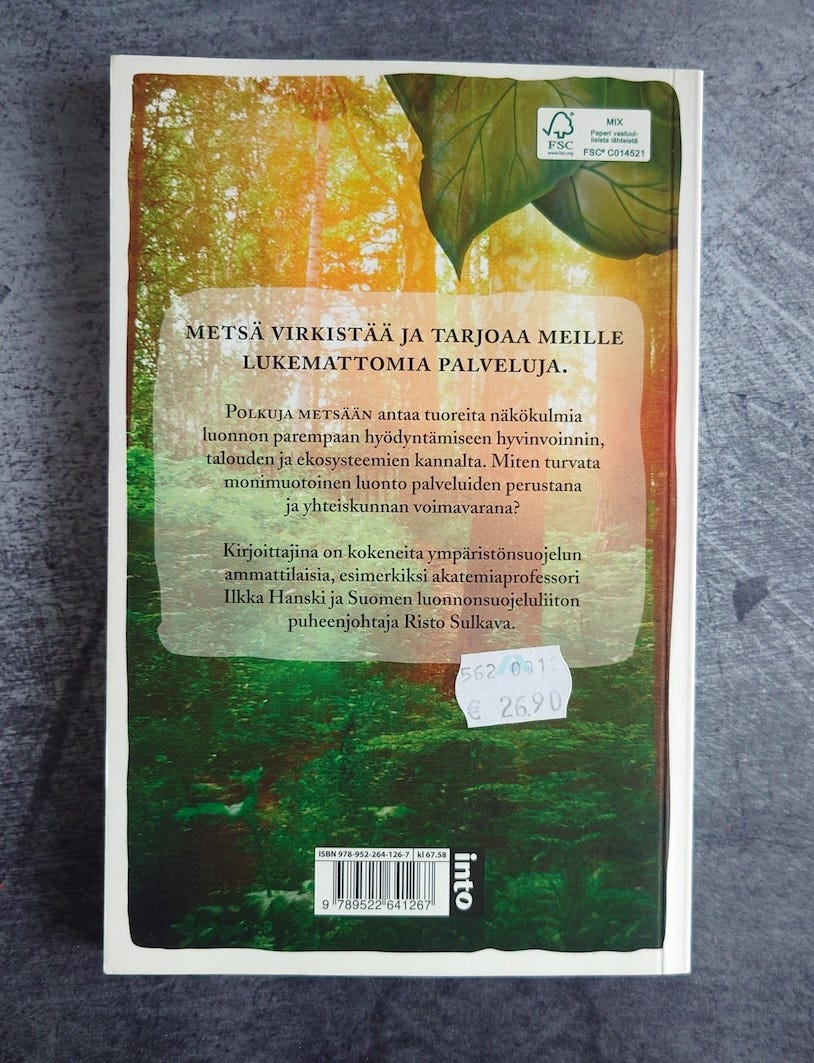 FSC
www.fsc.org
MIX
Paperi vastuul-
lisista lähteistä
FSC® C014521
METSÄ VIRKISTÄÄ JA TARJOAA MEILLE
LUKEMATTOMIA PALVELUJA.
POLKUJA METSÄÄN antaa tuoreita näkökulmia
luonnon parempaan hyödyntämiseen hyvinvoinnin,
talouden ja ekosysteemien kannalta. Miten turvata
monimuotoinen luonto palveluiden perustana
ja yhteiskunnan voimavarana?
Kirjoittajina on kokeneita ympäristönsuojelun
ammattilaisia, esimerkiksi akatemiaprofessori
Ilkka Hanski ja Suomen luonnonsuojeluliiton
puheenjohtaja Risto Sulkava.
562 0812
€ 26.90
ISBN 978-952-264-126-7 kl 67.58
9 789522 641267
into